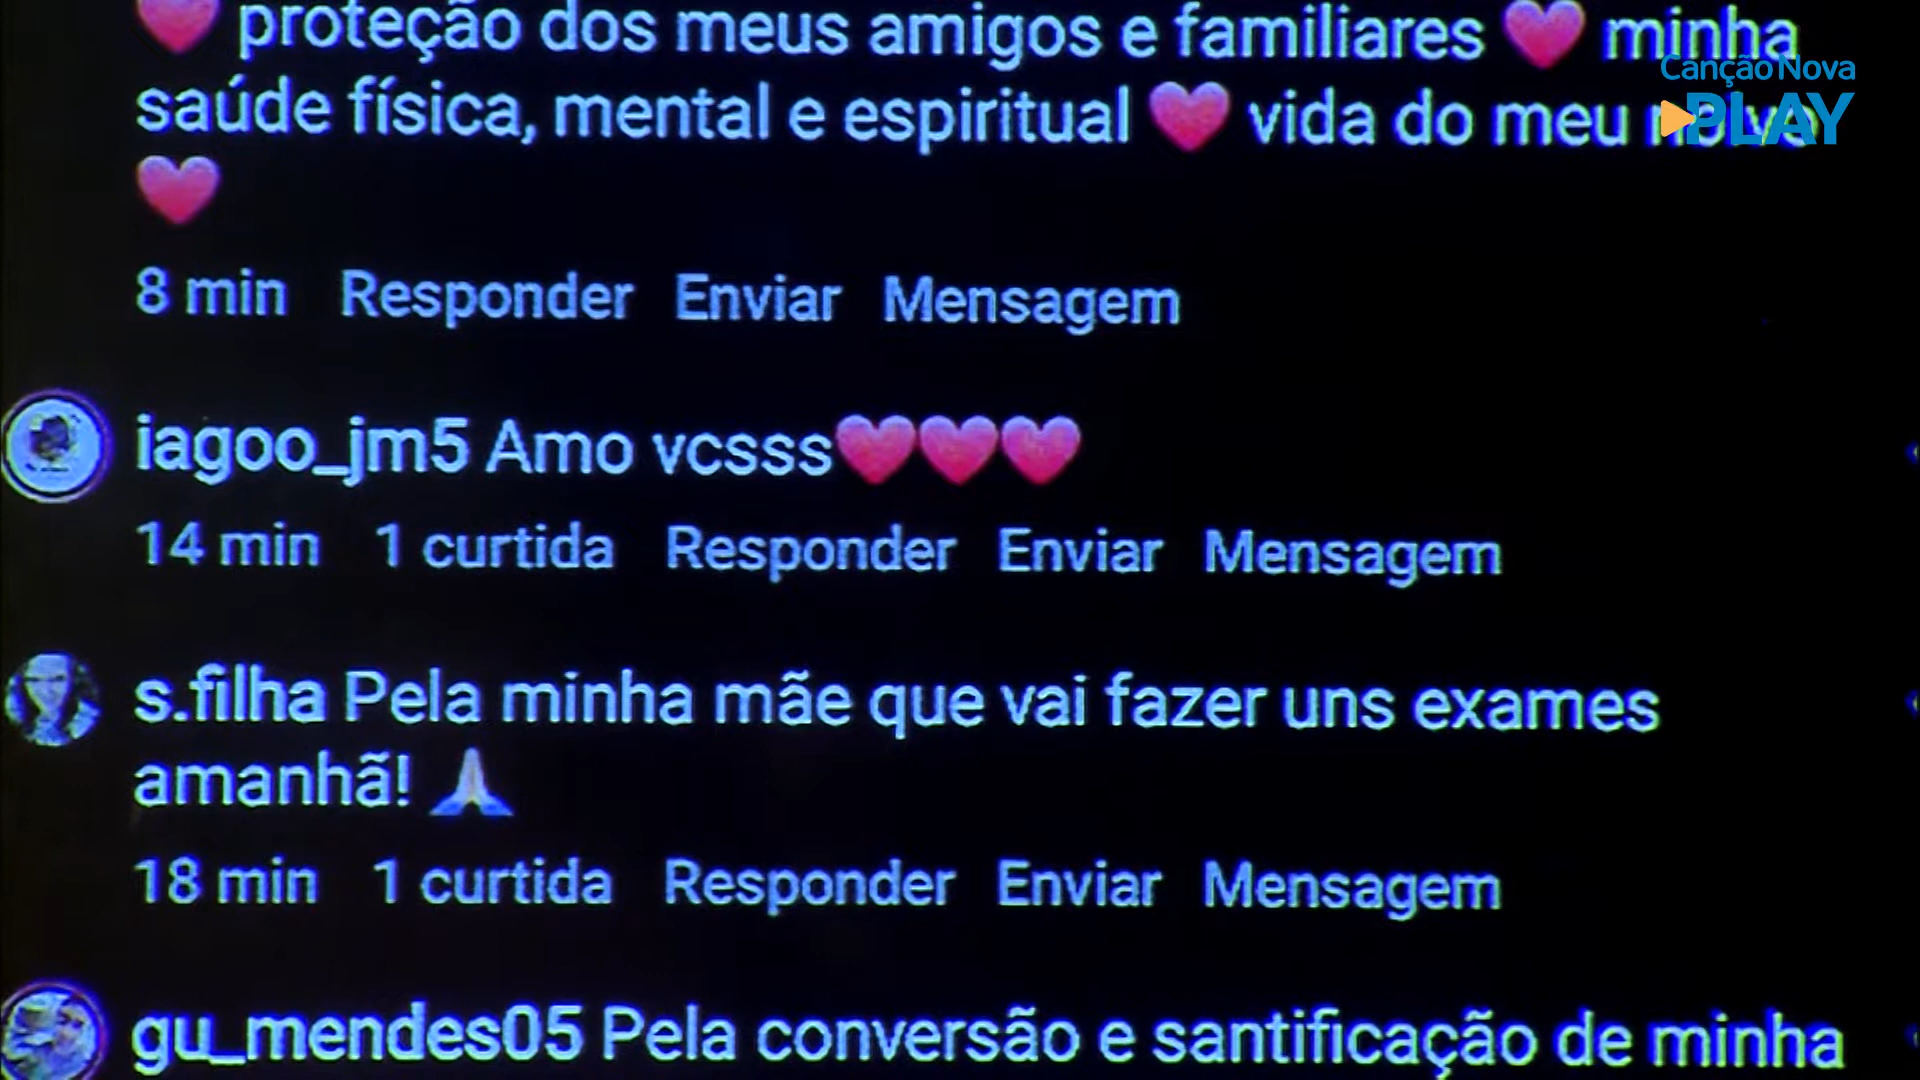 ❤ proteção dos meus amigos e familiares ❤ minha
saúde física, mental e espiritual ❤ vida do meu noivo
❤
8 min Responder Enviar Mensagem
iagoo_jm5 Amo vcsss❤❤❤
14 min 1 curtida Responder Enviar Mensagem
s.filha Pela minha mãe que vai fazer uns exames
amanhã! 🙏
18 min 1 curtida Responder Enviar Mensagem
gu_mendes05 Pela conversão e santificação de minha
Canção Nova
PLAY